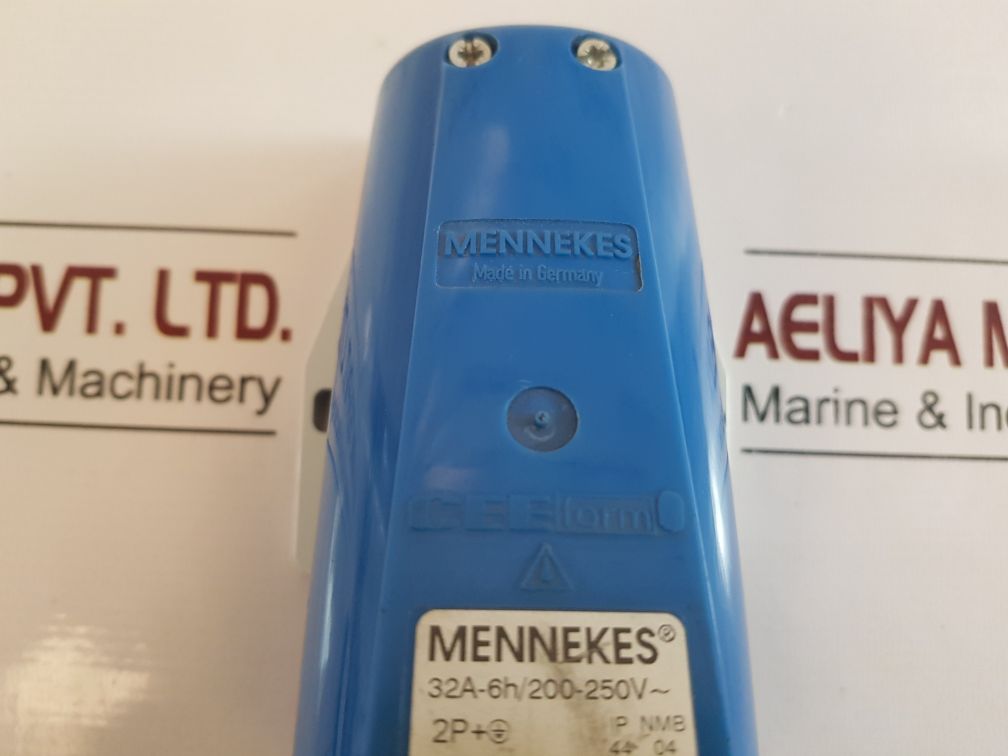 MENNEKES
Made in Germany
PVT. LTD.
& Machinery
AELIYA M
Marine & In
CEEform
MENNEKES®
32A-6h/200-250V~
2P+⏚
IP NMB
44 04